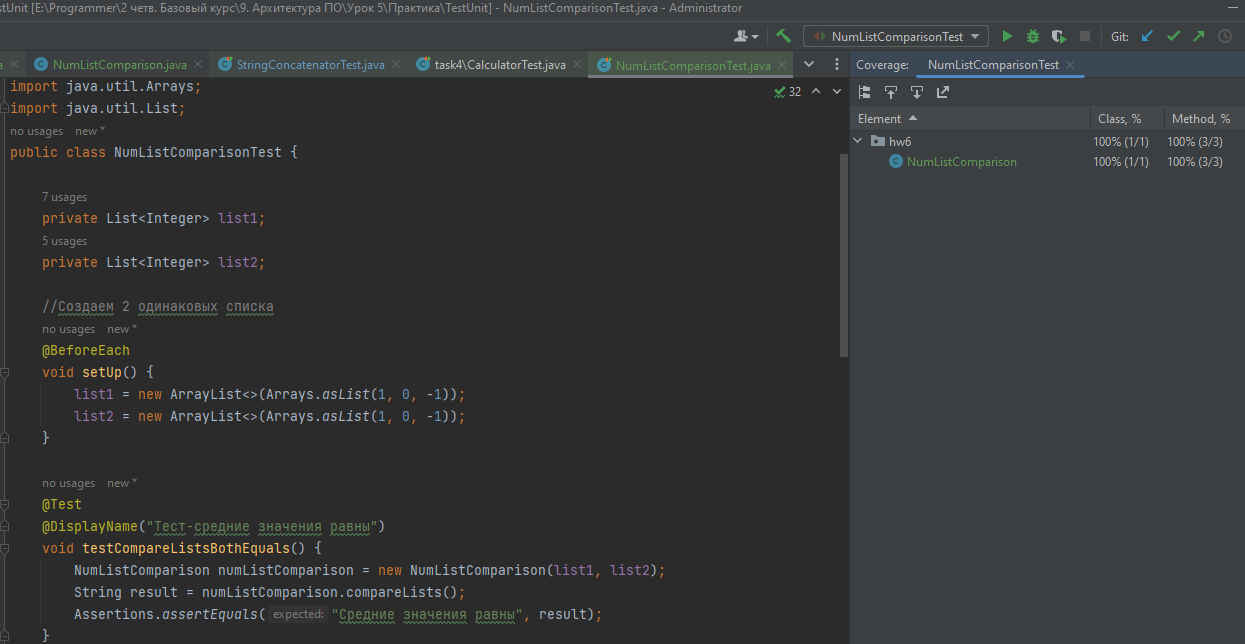 stUnit [E:\Programmer\2 четв. Базовый курс\9. Архитектура ПО\Урок 5\Практика\TestUnit] - NumListComparisonTest.java - Administrator
NumListComparisonTest
Git:
a
NumListComparison.java
StringConcatenatorTest.java
task4\CalculatorTest.java
NumListComparisonTest.java
Coverage:
NumListComparisonTest
import java.util.Arrays;
32
import java.util.List;
no usages new *
public class NumListComparisonTest {
7 usages
private List<Integer> list1;
5 usages
private List<Integer> list2;
//Создаем 2 одинаковых списка
no usages new *
@BeforeEach
void setUp() {
list1 = new ArrayList<>(Arrays.asList(1, 0, -1));
list2 = new ArrayList<>(Arrays.asList(1, 0, -1));
}
no usages new *
@Test
@DisplayName("Тест-средние значения равны")
void testCompareListsBothEquals() {
NumListComparison numListComparison = new NumListComparison(list1, list2);
String result = numListComparison.compareLists();
Assertions.assertEquals( expected: "Средние значения равны", result);
}
Element Class, % Method, %
hw6 100% (1/1) 100% (3/3)
NumListComparison 100% (1/1) 100% (3/3)